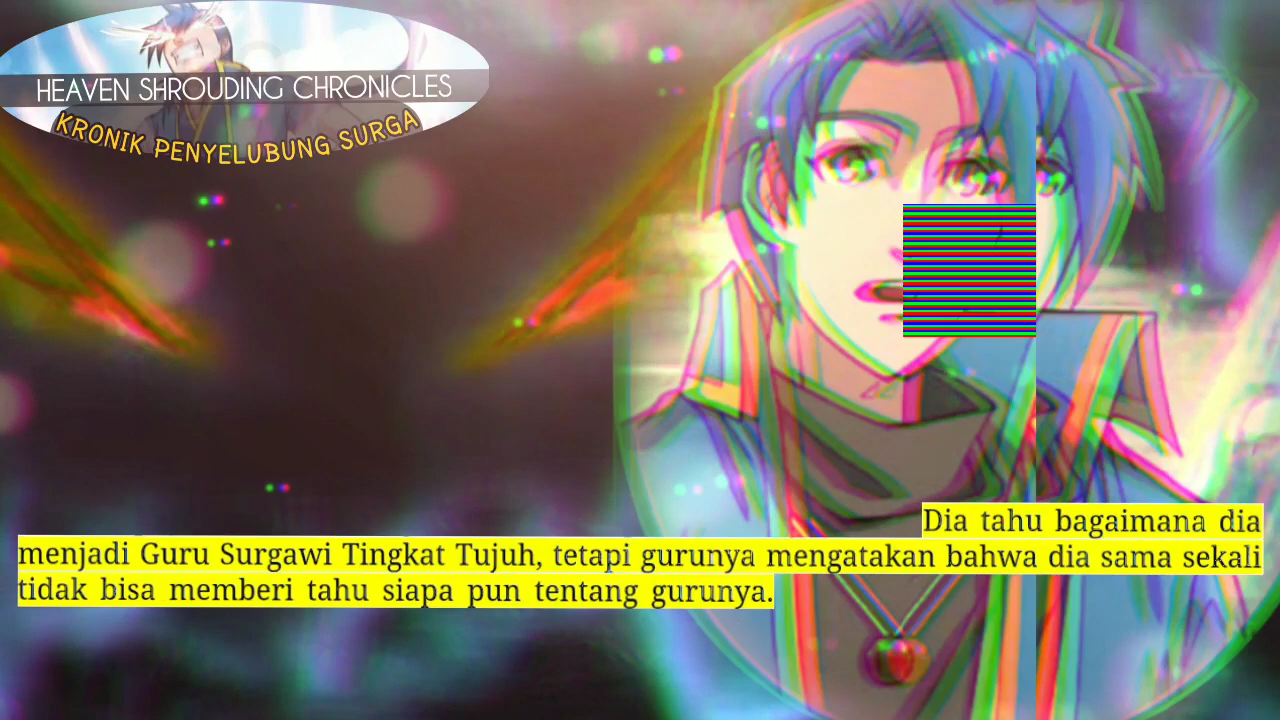 HEAVEN SHROUDING CHRONICLES
KRONIK PENYELUBUNG SURGA
Dia tahu bagaimana dia
menjadi Guru Surgawi Tingkat Tujuh, tetapi gurunya mengatakan bahwa dia sama sekali
tidak bisa memberi tahu siapa pun tentang gurunya.